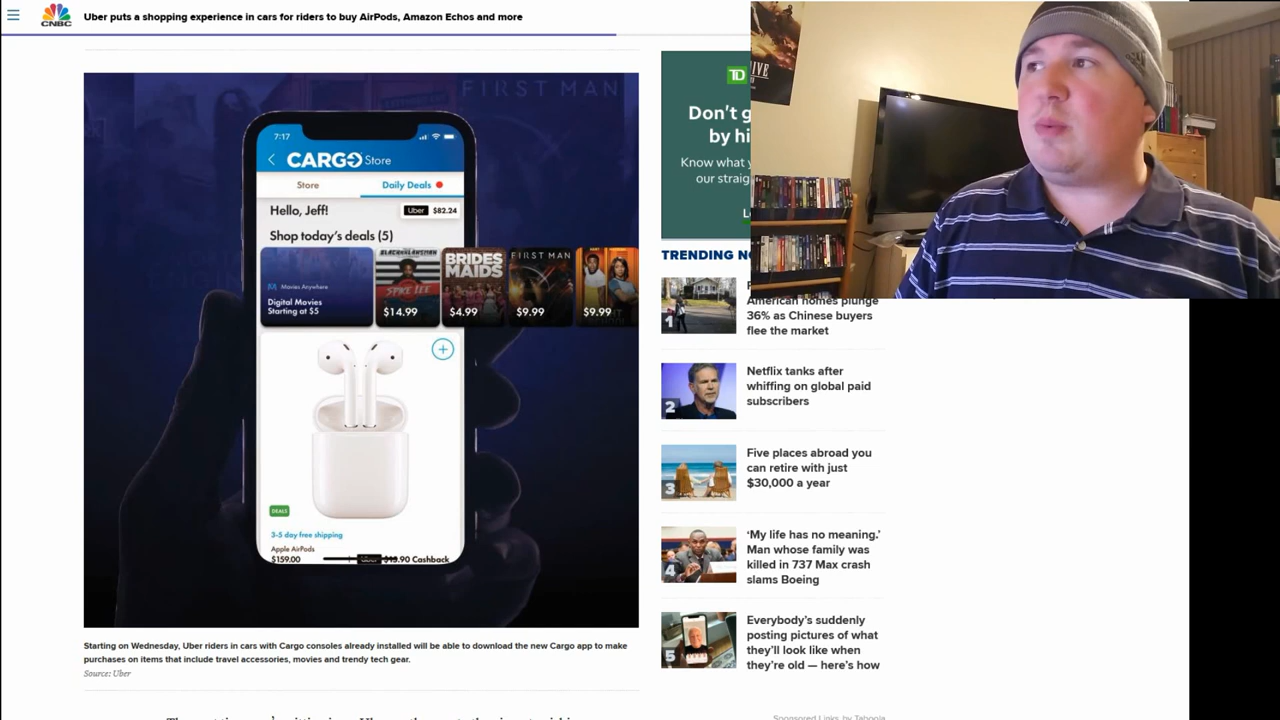 CNBC
Uber puts a shopping experience in cars for riders to buy AirPods, Amazon Echos and more
FIRST MAN
7:17
CARGO Store
Store
Daily Deals
Hello, Jeff!
Uber $82.24
Shop today's deals (5)
Movies Anywhere
Digital Movies
Starting at $5
BLACKKKLANSMAN
SPIKE LEE
$14.99
BRIDES
MAIDS
$4.99
FIRST MAN
$9.99
$9.99
DEALS
3-5 day free shipping
Apple AirPods
$159.00
Cashback
Starting on Wednesday, Uber riders in cars with Cargo consoles already installed will be able to download the new Cargo app to make
purchases on items that include travel accessories, movies and trendy tech gear.
Source: Uber
TD
Don't g
by hi
Know what y
our straig
L
TRENDING N
1
American homes plunge
36% as Chinese buyers
flee the market
2
Netflix tanks after
whiffing on global paid
subscribers
3
Five places abroad you
can retire with just
$30,000 a year
4
‘My life has no meaning.’
Man whose family was
killed in 737 Max crash
slams Boeing
5
Everybody's suddenly
posting pictures of what
they'll look like when
they're old — here's how
Sponsored Links by Taboola